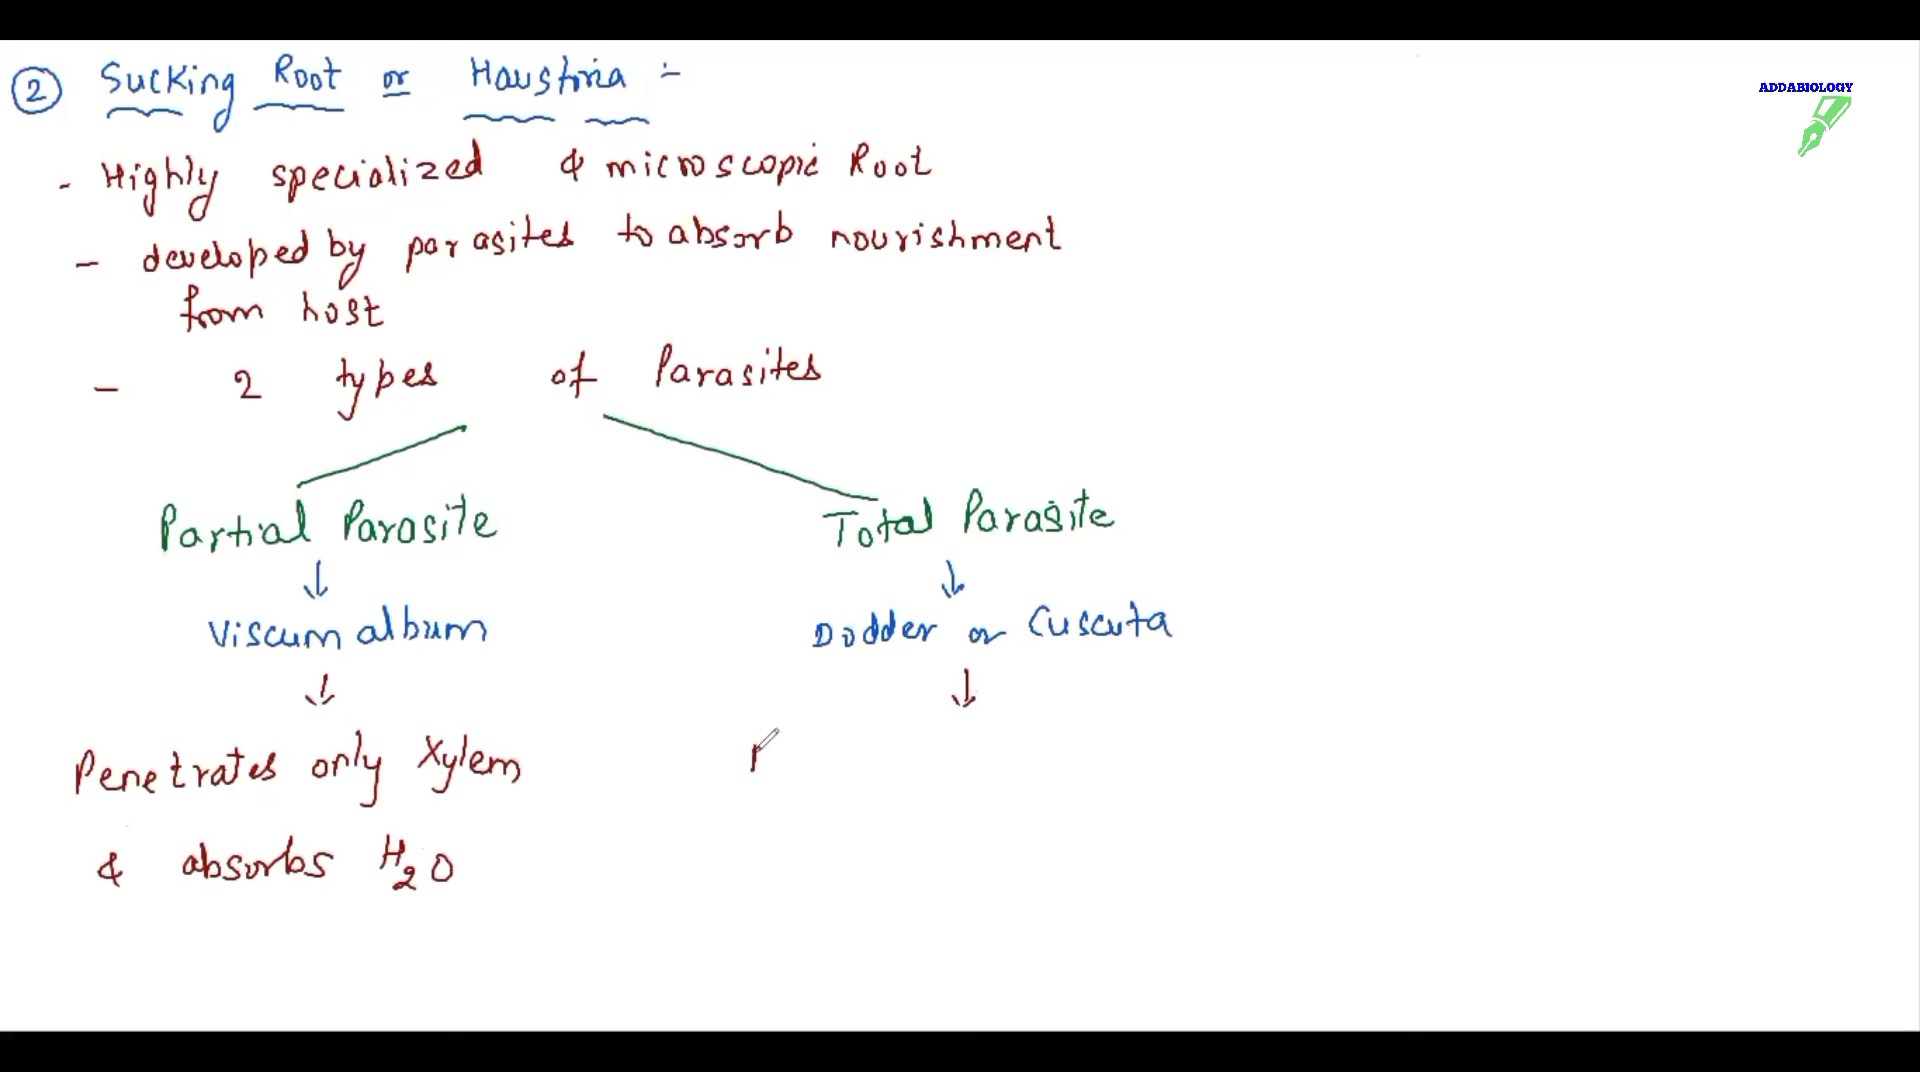 ② Sucking Root or Haustoria :-
ADDABIOLOGY
- Highly specialized & microscopic Root
- developed by parasites to absorb nourishment
from host
- 2 types of Parasites
Partial Parasite Total Parasite
↓ ↓
Viscum album Dodder or Cuscuta
↓ ↓
Penetrates only Xylem
& absorbs H₂O